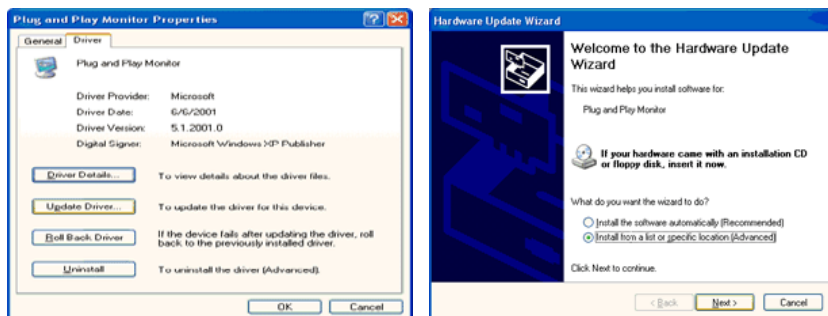 Plug and Play Monitor Properties
General Driver
Plug and Play Monitor
Driver Provider: Microsoft
Driver Date: 6/6/2001
Driver Version: 5.1.2001.0
Digital Signer: Microsoft Windows XP Publisher
Driver Details... To view details about the driver files.
Update Driver... To update the driver for this device.
Roll Back Driver If the device fails after updating the driver, roll
back to the previously installed driver.
Uninstall To uninstall the driver (Advanced).
OK Cancel
Hardware Update Wizard
Welcome to the Hardware Update
Wizard
This wizard helps you install software for:
Plug and Play Monitor
If your hardware came with an installation CD
or floppy disk, insert it now.
What do you want the wizard to do?
Install the software automatically (Recommended)
Install from a list or specific location (Advanced)
Click Next to continue.
< Back Next > Cancel